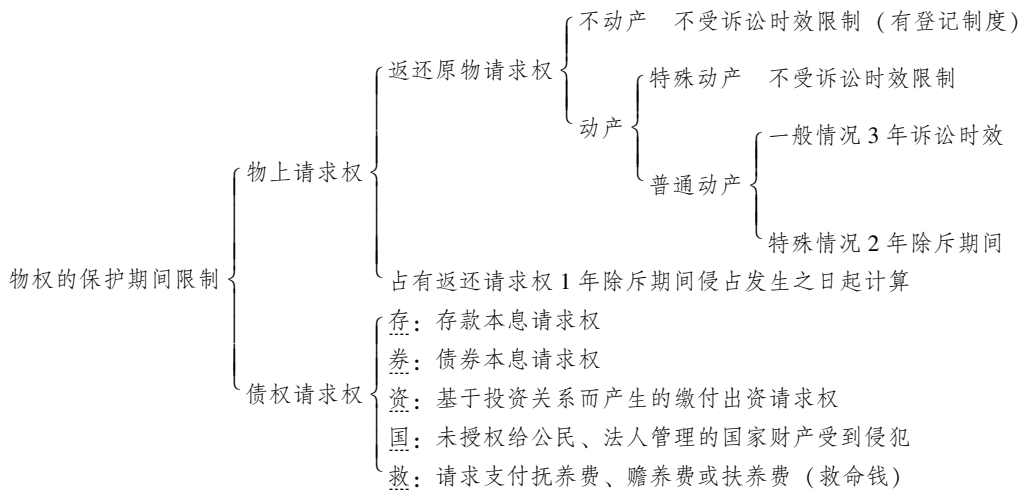 不动产 不受诉讼时效限制（有登记制度）
返还原物请求权
特殊动产 不受诉讼时效限制
动产
一般情况 3 年诉讼时效
物上请求权
普通动产
特殊情况 2 年除斥期间
物权的保护期间限制
占有返还请求权 1 年除斥期间侵占发生之日起计算
存：存款本息请求权
券：债券本息请求权
债权请求权
资：基于投资关系而产生的缴付出资请求权
国：未授权给公民、法人管理的国家财产受到侵犯
救：请求支付抚养费、赡养费或扶养费（救命钱）